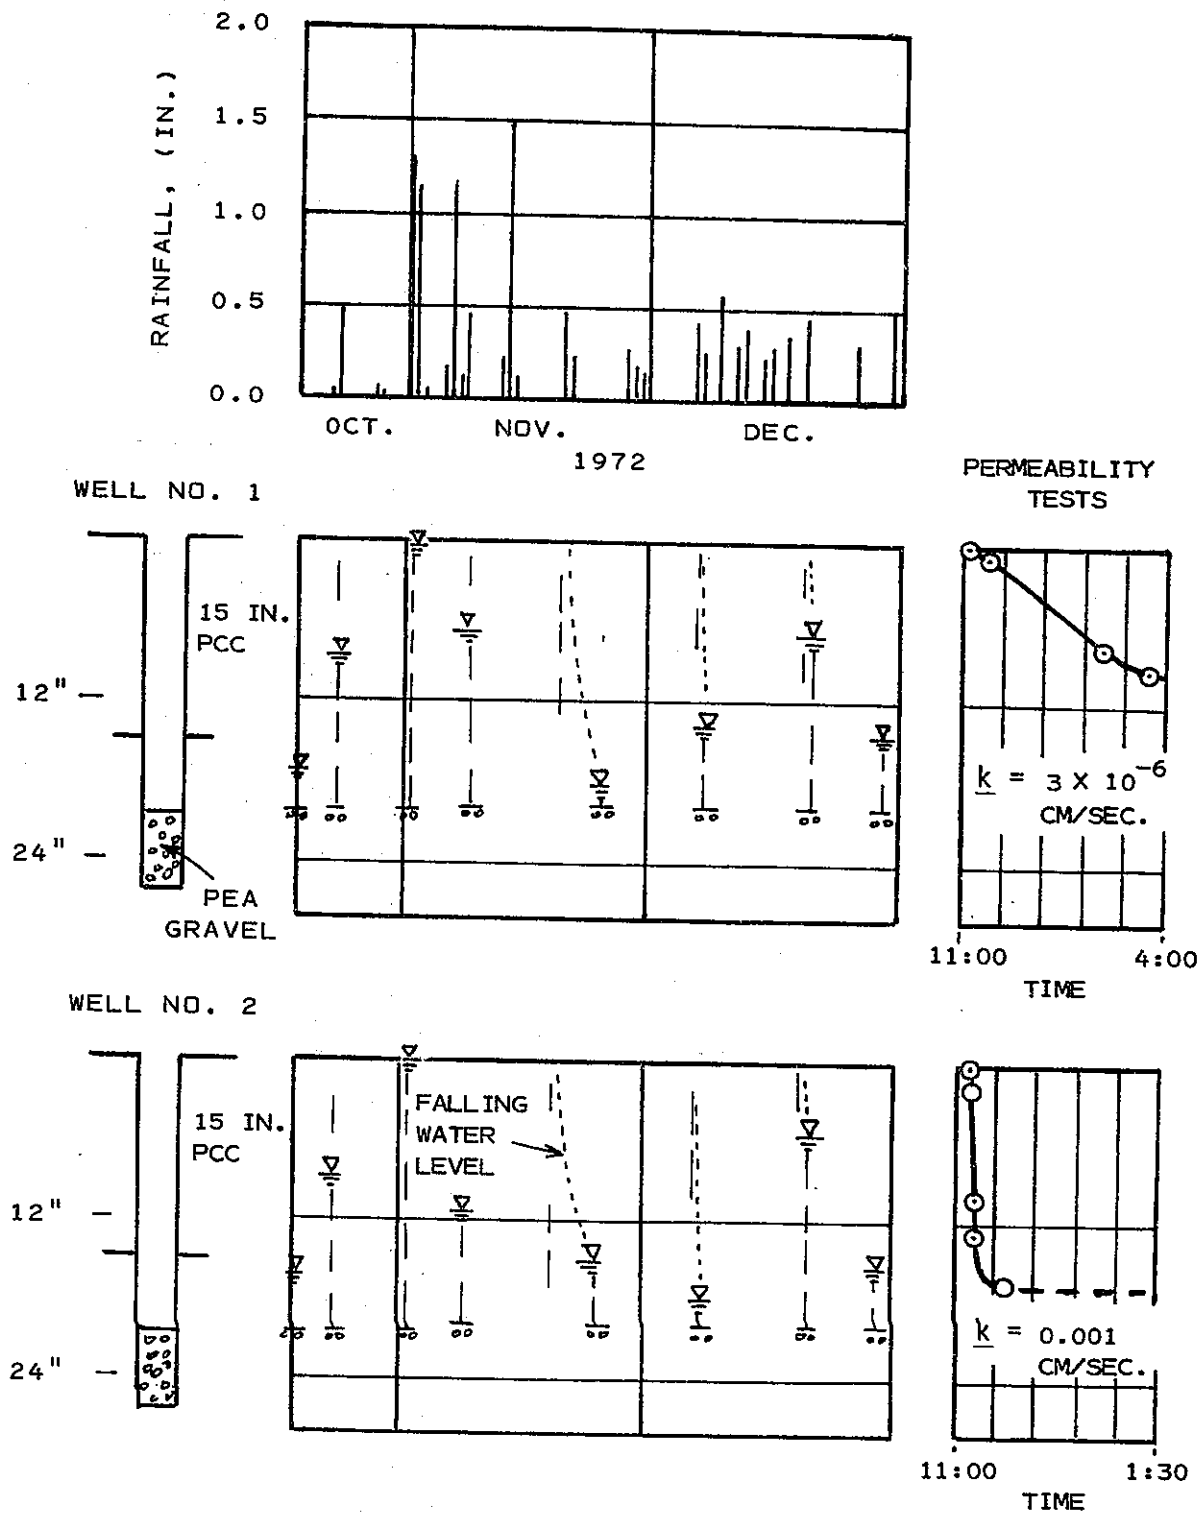 2.0
RAINFALL, (IN.)
1.5
1.0
0.5
0.0
OCT.
NOV.
DEC.
1972
PERMEABILITY
TESTS
WELL NO. 1
15 IN.
PCC
12"
24"
PEA
GRAVEL
k = 3 X 10⁻⁶
CM/SEC.
11:00
4:00
TIME
WELL NO. 2
15 IN.
PCC
FALLING
WATER
LEVEL
12"
24"
k = 0.001
CM/SEC.
11:00
1:30
TIME